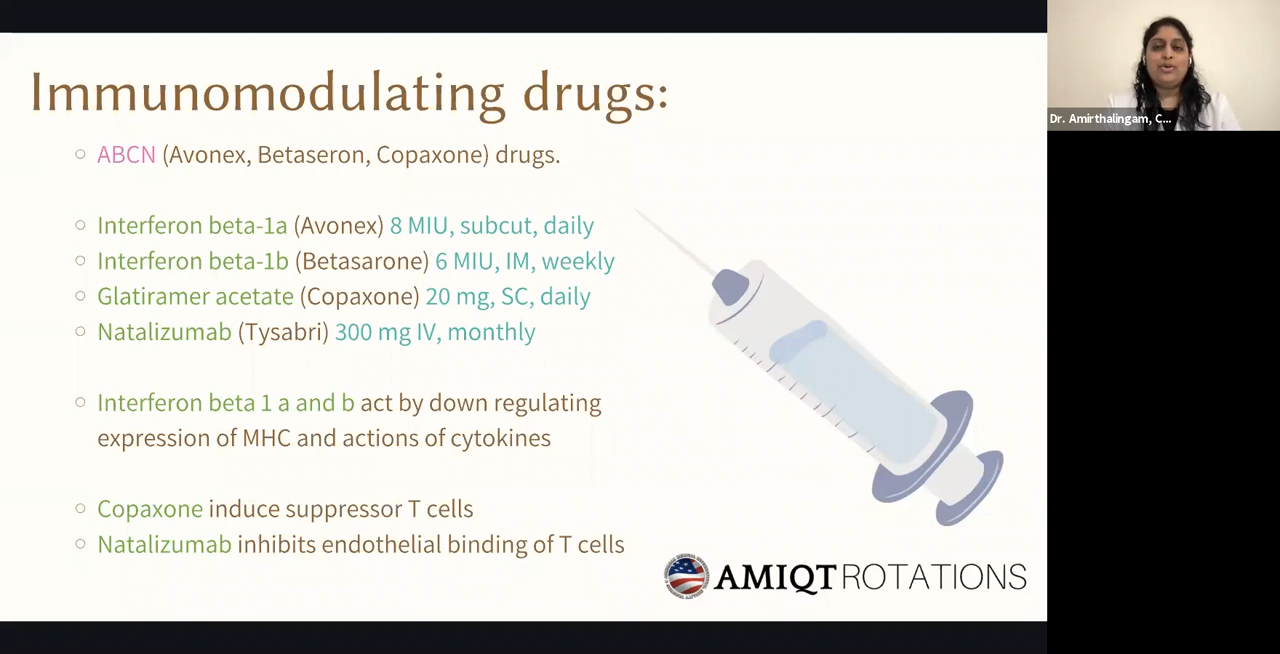 Immunomodulating drugs:
ABCN (Avonex, Betaseron, Copaxone) drugs.
Interferon beta-1a (Avonex) 8 MIU, subcut, daily
Interferon beta-1b (Betasarone) 6 MIU, IM, weekly
Glatiramer acetate (Copaxone) 20 mg, SC, daily
Natalizumab (Tysabri) 300 mg IV, monthly
Interferon beta 1 a and b act by down regulating
expression of MHC and actions of cytokines
Copaxone induce suppressor T cells
Natalizumab inhibits endothelial binding of T cells
AMIQT ROTATIONS
Dr. Amirthalingam, C...